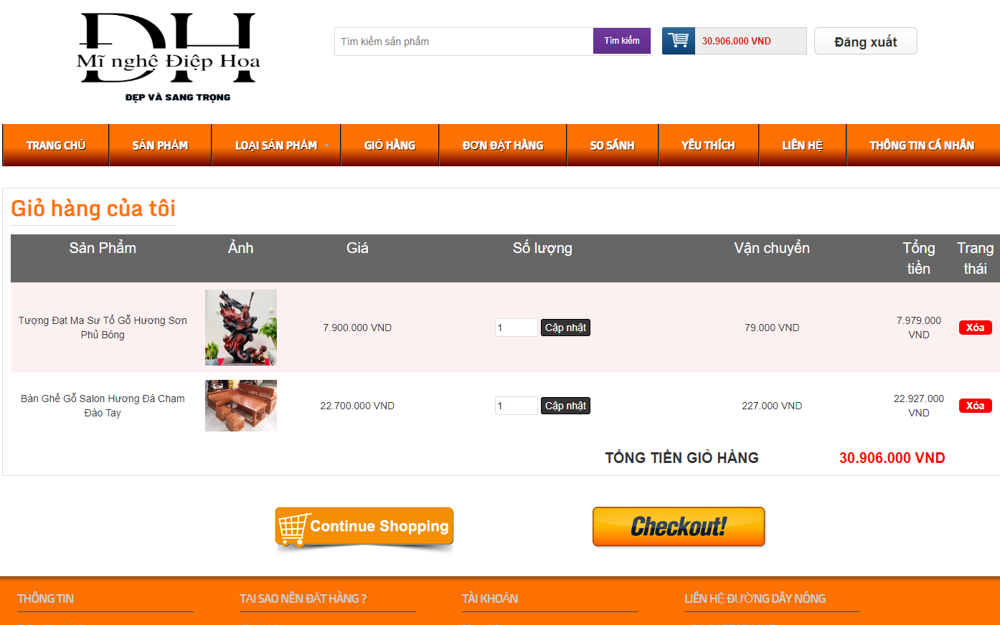 DH
Mĩ nghệ Điệp Hoa
ĐẸP VÀ SANG TRỌNG
Tìm kiếm sản phẩm
Tìm kiếm
30.906.000 VND
Đăng xuất
TRANG CHỦ
SẢN PHẨM
LOẠI SẢN PHẨM
GIỎ HÀNG
ĐƠN ĐẶT HÀNG
SO SÁNH
YÊU THÍCH
LIÊN HỆ
THÔNG TIN CÁ NHÂN
Giỏ hàng của tôi
Sản Phẩm Ảnh Giá Số lượng Vận chuyển Tổng Trang
tiền thái
Tượng Đạt Ma Sư Tổ Gỗ Hương Sơn
Phủ Bóng
7.900.000 VND
1
Cập nhật
79.000 VND
7.979.000
VND
Xóa
Bàn Ghế Gỗ Salon Hương Đá Chạm
Đào Tay
22.700.000 VND
1
Cập nhật
227.000 VND
22.927.000
VND
Xóa
TỔNG TIỀN GIỎ HÀNG
30.906.000 VND
Continue Shopping
Checkout!
THÔNG TIN
TẠI SAO NÊN ĐẶT HÀNG ?
TÀI KHOẢN
LIÊN HỆ ĐƯỜNG DÂY NÓNG